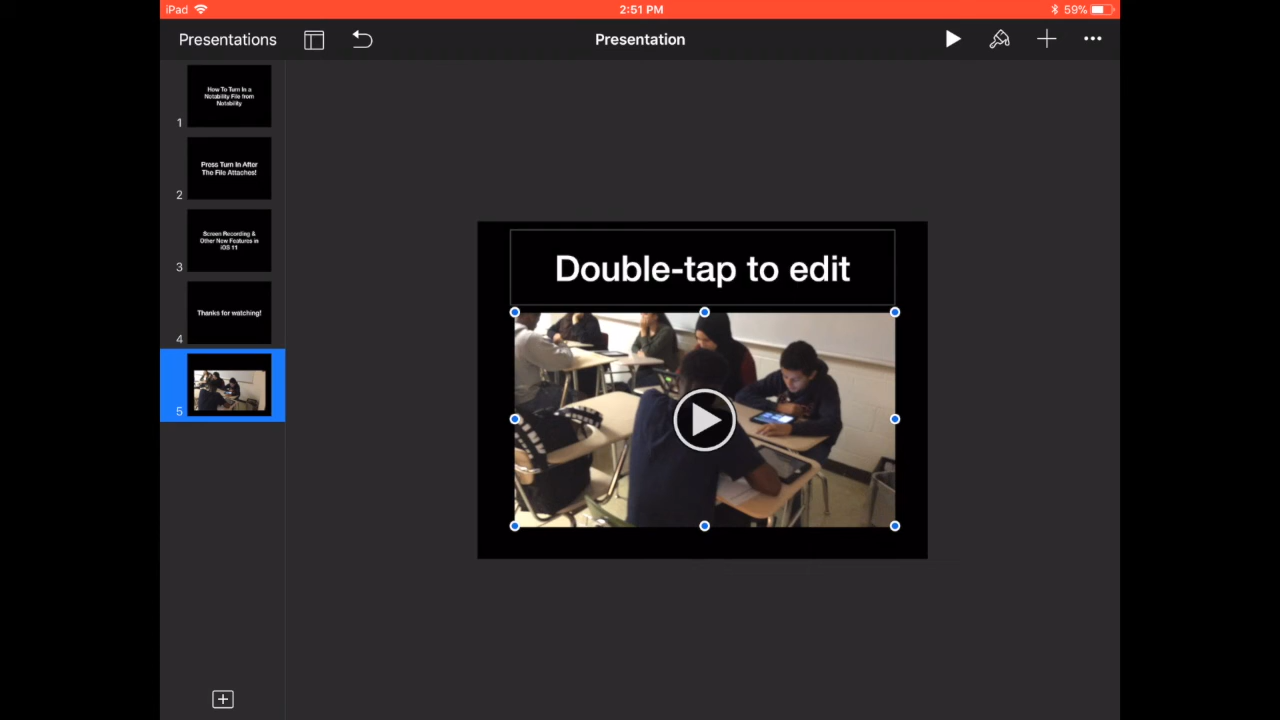 iPad 2:51 PM 59%
Presentations Presentation
How To Turn In a
Notability File from
Notability
1
Press Turn In After
The File Attaches!
2
Screen Recording &
Other New Features in
iOS 11
3
Thanks for watching!
4
5
Double-tap to edit